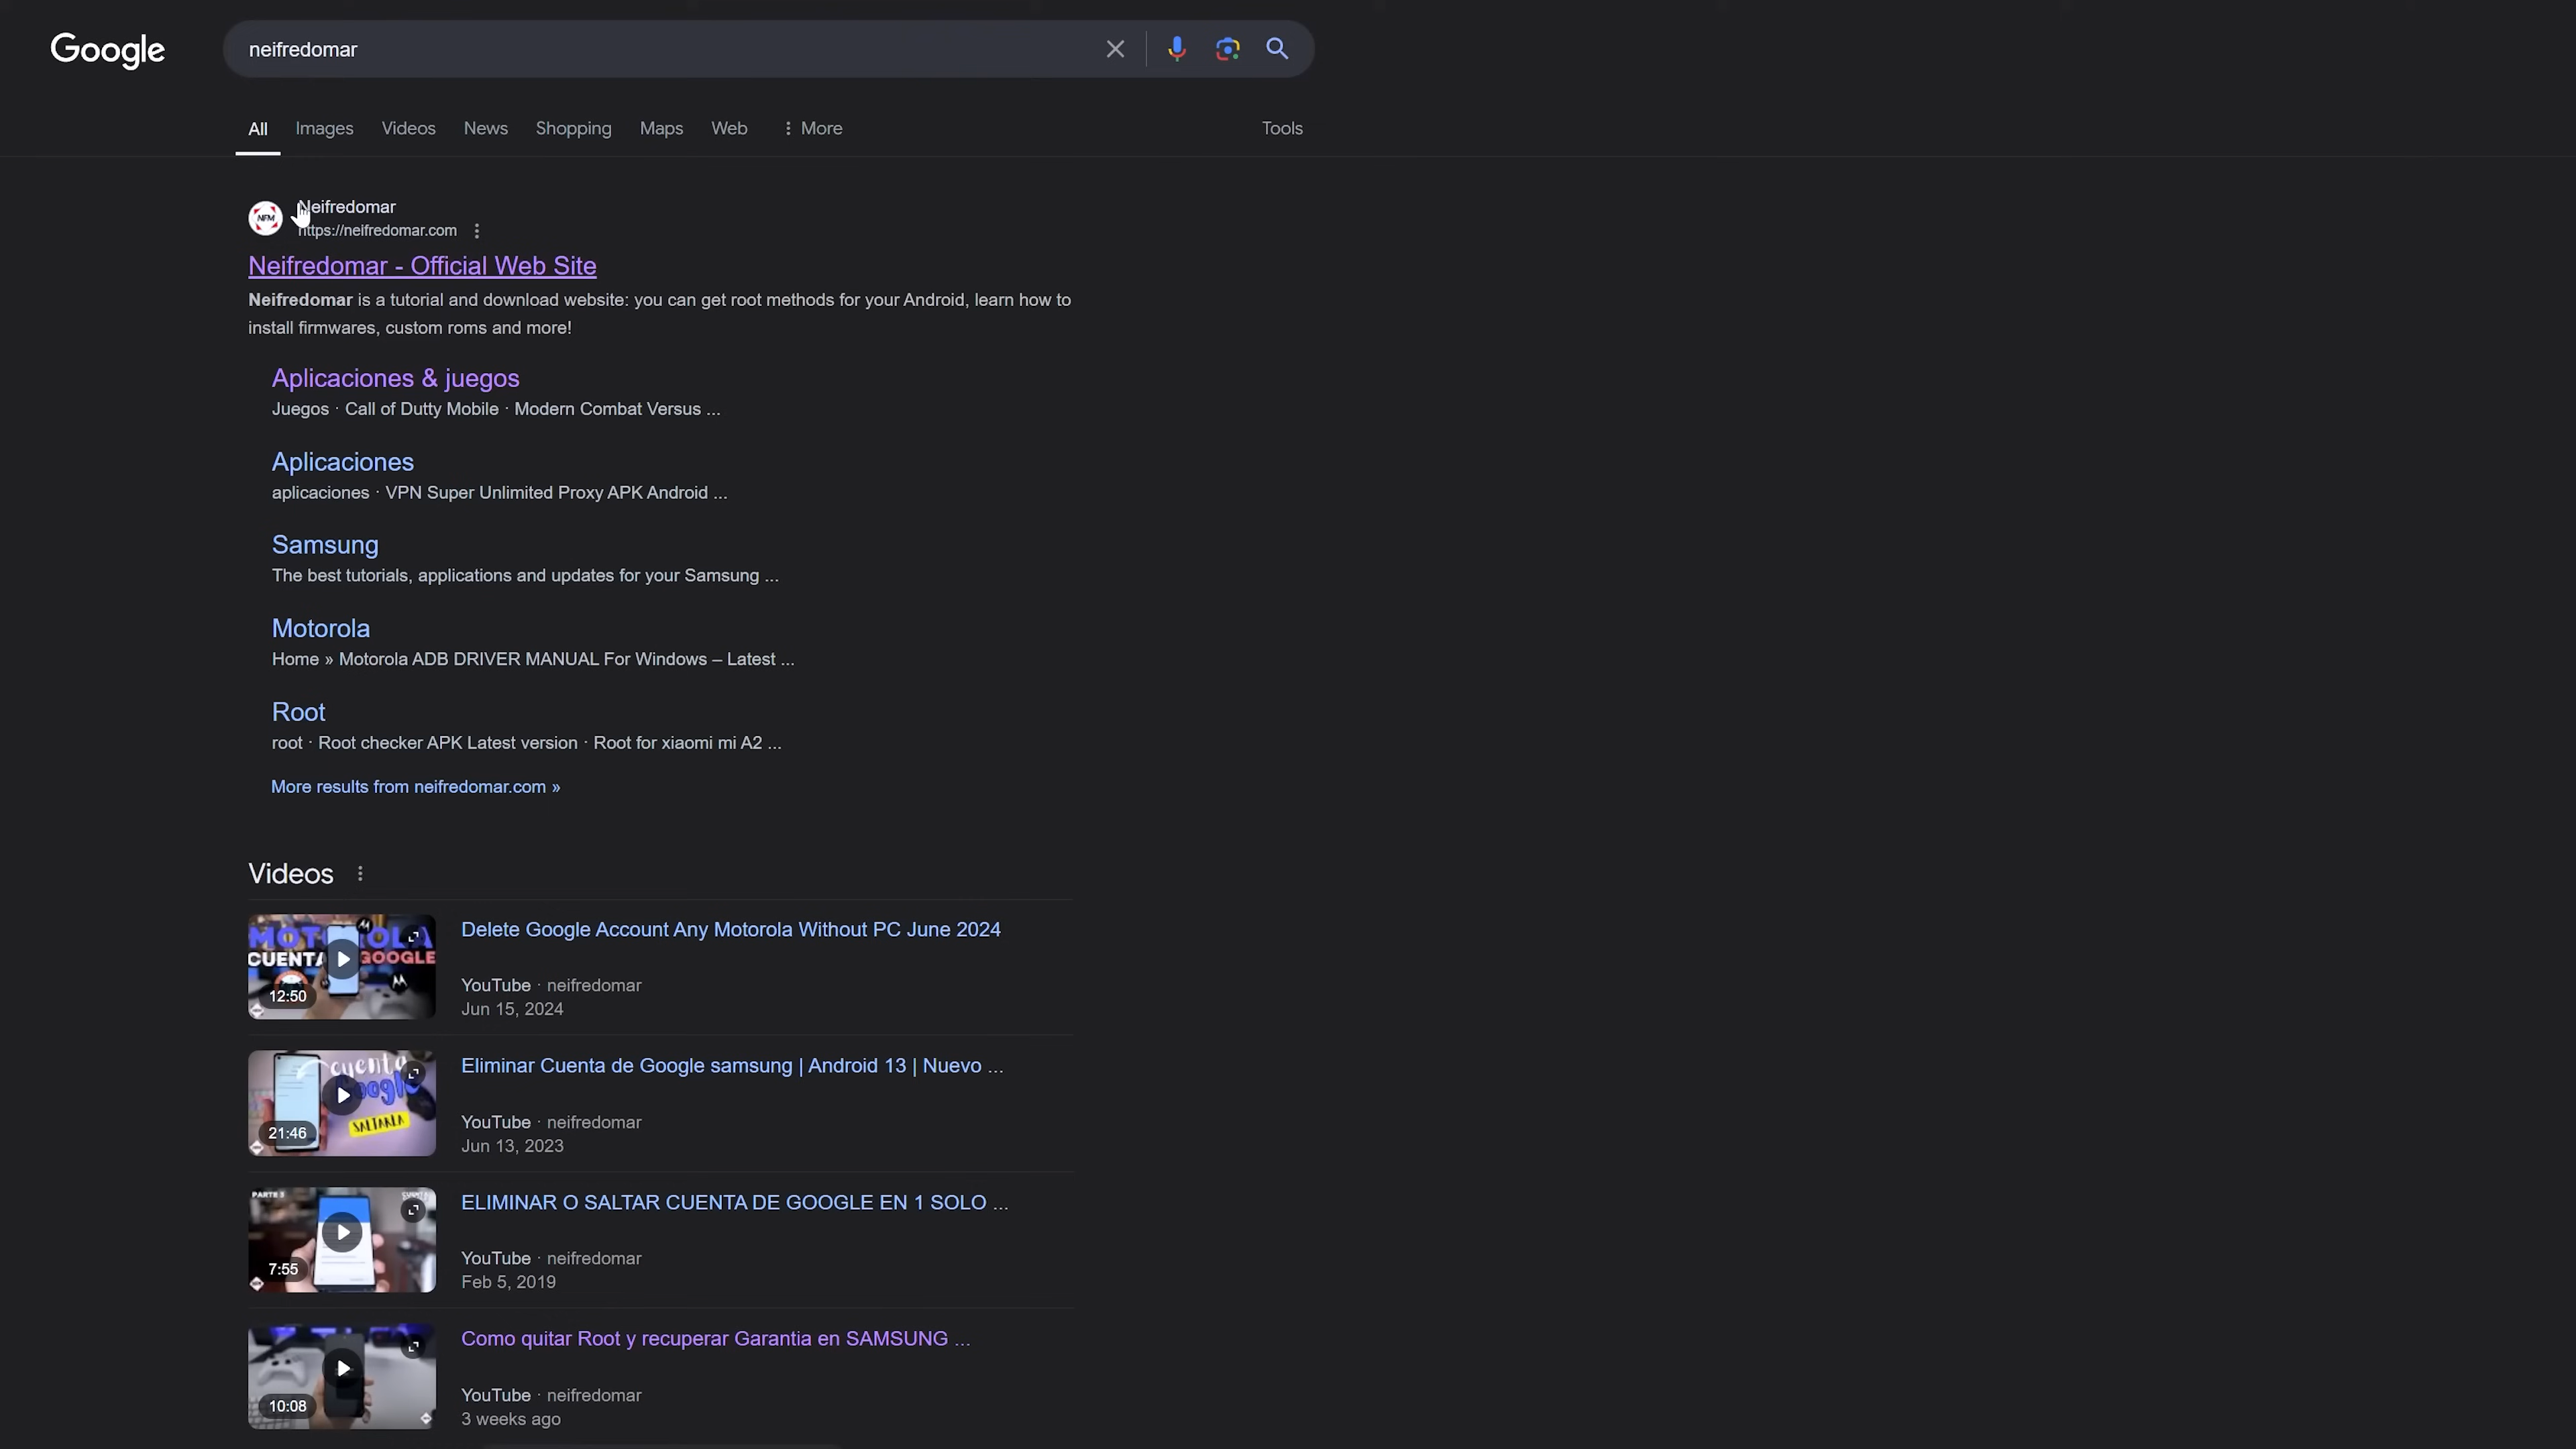 Google
neifredomar
All Images Videos News Shopping Maps Web More Tools
NFM Neifredomar
https://neifredomar.com
Neifredomar - Official Web Site
Neifredomar is a tutorial and download website: you can get root methods for your Android, learn how to
install firmwares, custom roms and more!
Aplicaciones & juegos
Juegos · Call of Dutty Mobile · Modern Combat Versus ...
Aplicaciones
aplicaciones · VPN Super Unlimited Proxy APK Android ...
Samsung
The best tutorials, applications and updates for your Samsung ...
Motorola
Home » Motorola ADB DRIVER MANUAL For Windows – Latest ...
Root
root · Root checker APK Latest version · Root for xiaomi mi A2 ...
More results from neifredomar.com »
Videos
CUENTA GOOGLE
12:50
Delete Google Account Any Motorola Without PC June 2024
YouTube · neifredomar
Jun 15, 2024
cuenta
Google
SALTARLA
21:46
Eliminar Cuenta de Google samsung | Android 13 | Nuevo ...
YouTube · neifredomar
Jun 13, 2023
PARTE 3
7:55
ELIMINAR O SALTAR CUENTA DE GOOGLE EN 1 SOLO ...
YouTube · neifredomar
Feb 5, 2019
10:08
Como quitar Root y recuperar Garantia en SAMSUNG ...
YouTube · neifredomar
3 weeks ago